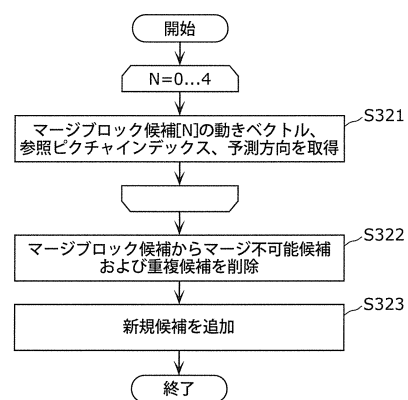 開始
N=0...4
S321
マージブロック候補[N]の動きベクトル、
参照ピクチャインデックス、予測方向を取得
S322
マージブロック候補からマージ不可能候補
および重複候補を削除
S323
新規候補を追加
終了